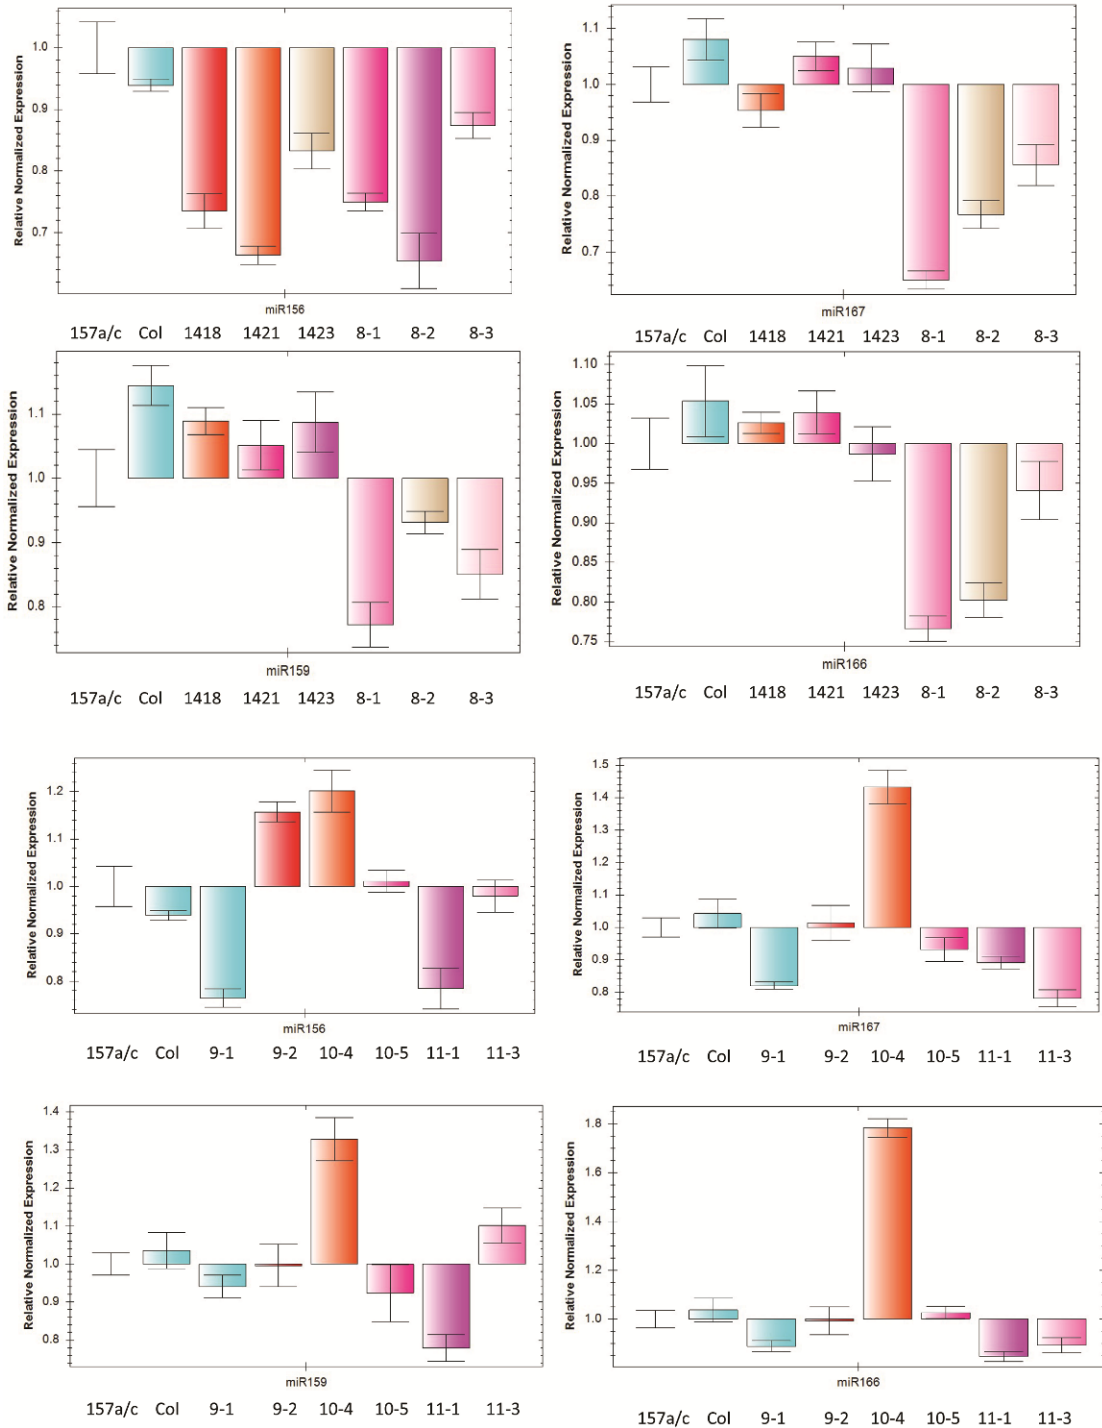 Relative Normalized Expression
1.0
0.9
0.8
0.7
miR156
157a/c Col 1418 1421 1423 8-1 8-2 8-3
Relative Normalized Expression
1.1
1.0
0.9
0.8
0.7
miR167
157a/c Col 1418 1421 1423 8-1 8-2 8-3
Relative Normalized Expression
1.1
1.0
0.9
0.8
miR159
157a/c Col 1418 1421 1423 8-1 8-2 8-3
Relative Normalized Expression
1.10
1.05
1.00
0.95
0.90
0.85
0.80
0.75
miR166
157a/c Col 1418 1421 1423 8-1 8-2 8-3
Relative Normalized Expression
1.2
1.1
1.0
0.9
0.8
miR156
157a/c Col 9-1 9-2 10-4 10-5 11-1 11-3
Relative Normalized Expression
1.5
1.4
1.3
1.2
1.1
1.0
0.9
0.8
miR167
157a/c Col 9-1 9-2 10-4 10-5 11-1 11-3
Relative Normalized Expression
1.4
1.3
1.2
1.1
1.0
0.9
0.8
miR159
157a/c Col 9-1 9-2 10-4 10-5 11-1 11-3
Relative Normalized Expression
1.8
1.6
1.4
1.2
1.0
miR166
157a/c Col 9-1 9-2 10-4 10-5 11-1 11-3